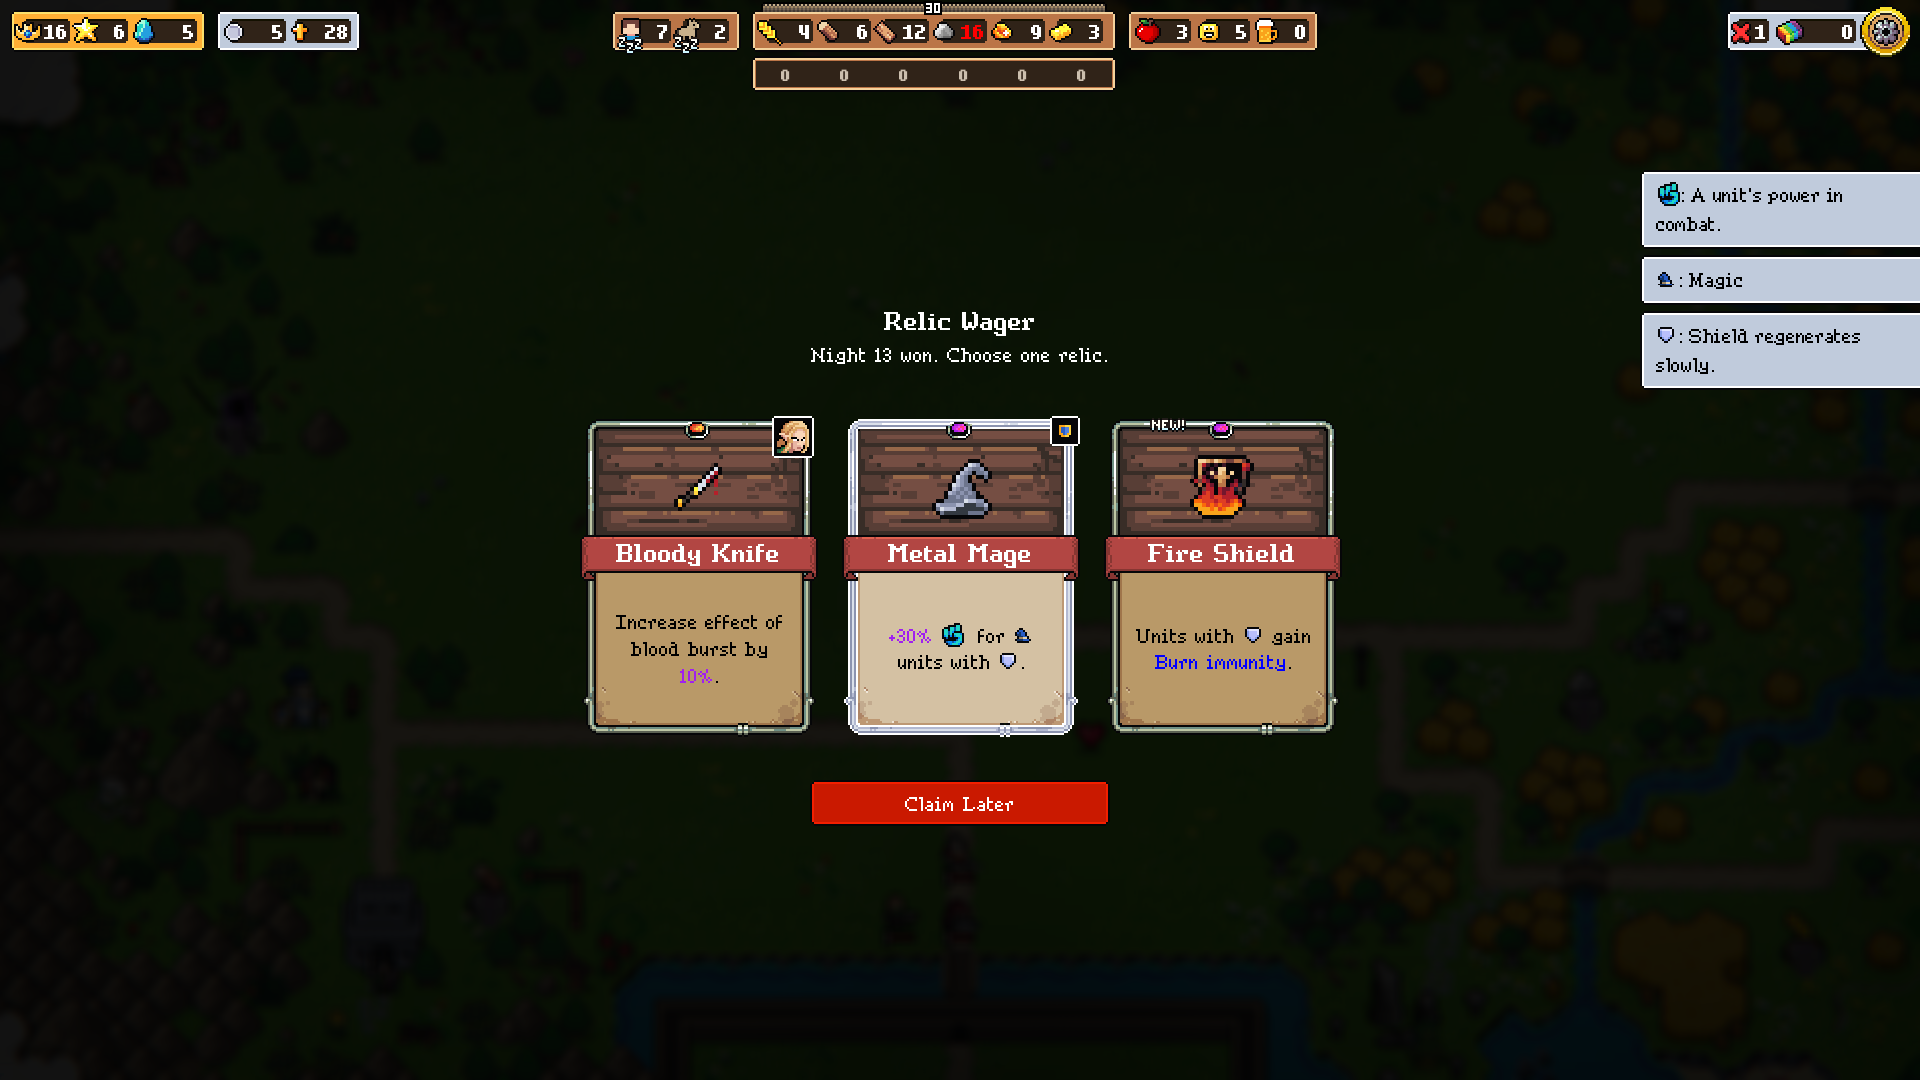 16 6 5 5 28
7 2
30
4 6 12 16 9 3
3 5 0
1 0
0 0 0 0 0 0
: A unit's power in
combat.
: Magic
: Shield regenerates
slowly.
Relic Wager
Night 13 won. Choose one relic.
Bloody Knife
Increase effect of
blood burst by
10%.
Metal Mage
+30% for
units with .
NEW!
Fire Shield
Units with gain
Burn immunity.
Claim Later